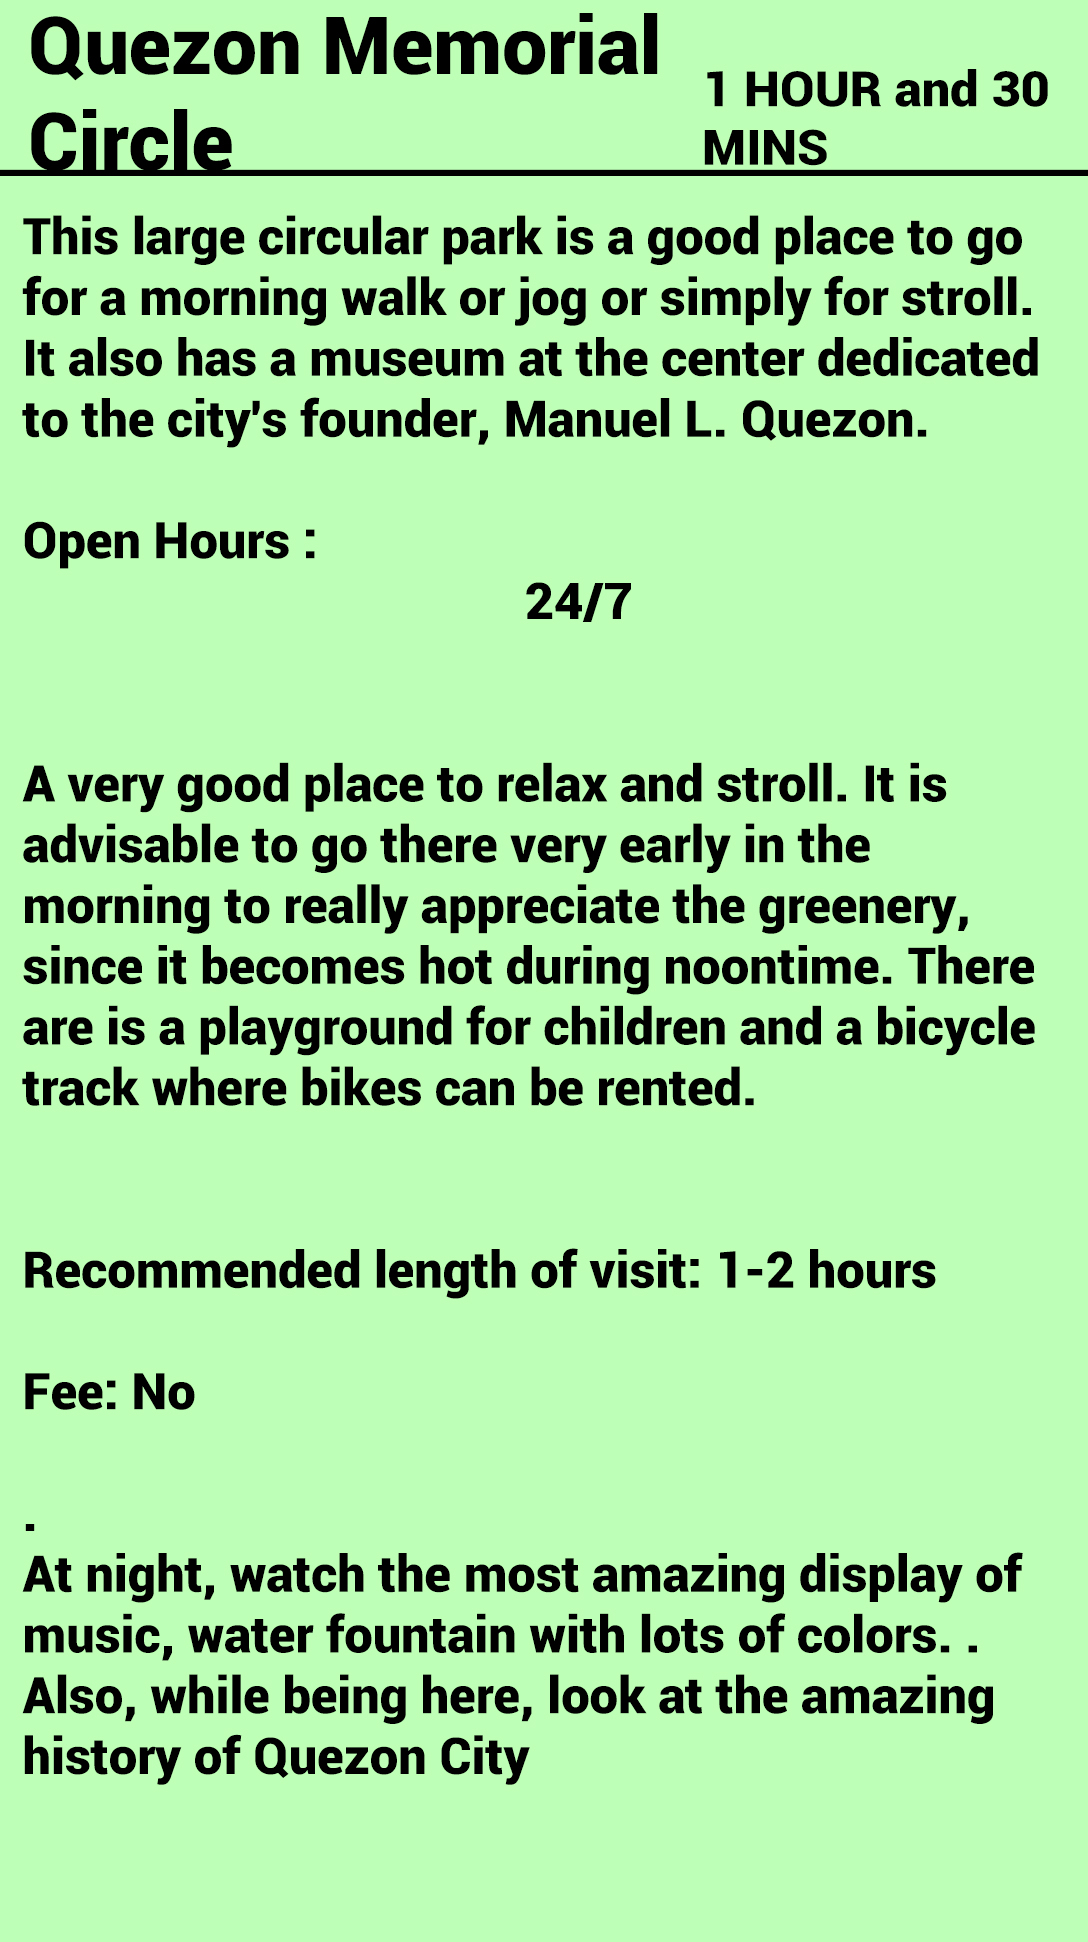 Quezon Memorial
Circle
1 HOUR and 30
MINS
This large circular park is a good place to go
for a morning walk or jog or simply for stroll.
It also has a museum at the center dedicated
to the city's founder, Manuel L. Quezon.
Open Hours :
24/7
A very good place to relax and stroll. It is
advisable to go there very early in the
morning to really appreciate the greenery,
since it becomes hot during noontime. There
are is a playground for children and a bicycle
track where bikes can be rented.
Recommended length of visit: 1-2 hours
Fee: No
.
At night, watch the most amazing display of
music, water fountain with lots of colors. .
Also, while being here, look at the amazing
history of Quezon City